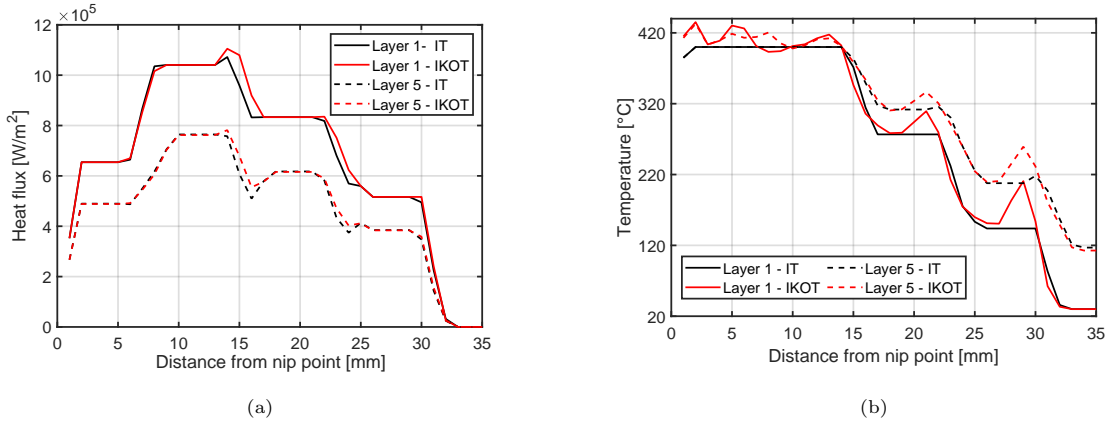 ×10⁵
12
10
8
6
4
2
0
Heat flux [W/m²]
0 5 10 15 20 25 30 35
Distance from nip point [mm]
Layer 1- IT
Layer 1 - IKOT
Layer 5 - IT
Layer 5 - IKOT
(a)
420
320
220
120
20
Temperature [°C]
0 5 10 15 20 25 30 35
Distance from nip point [mm]
Layer 1 - IT Layer 5 - IT
Layer 1 - IKOT Layer 5 - IKOT
(b)